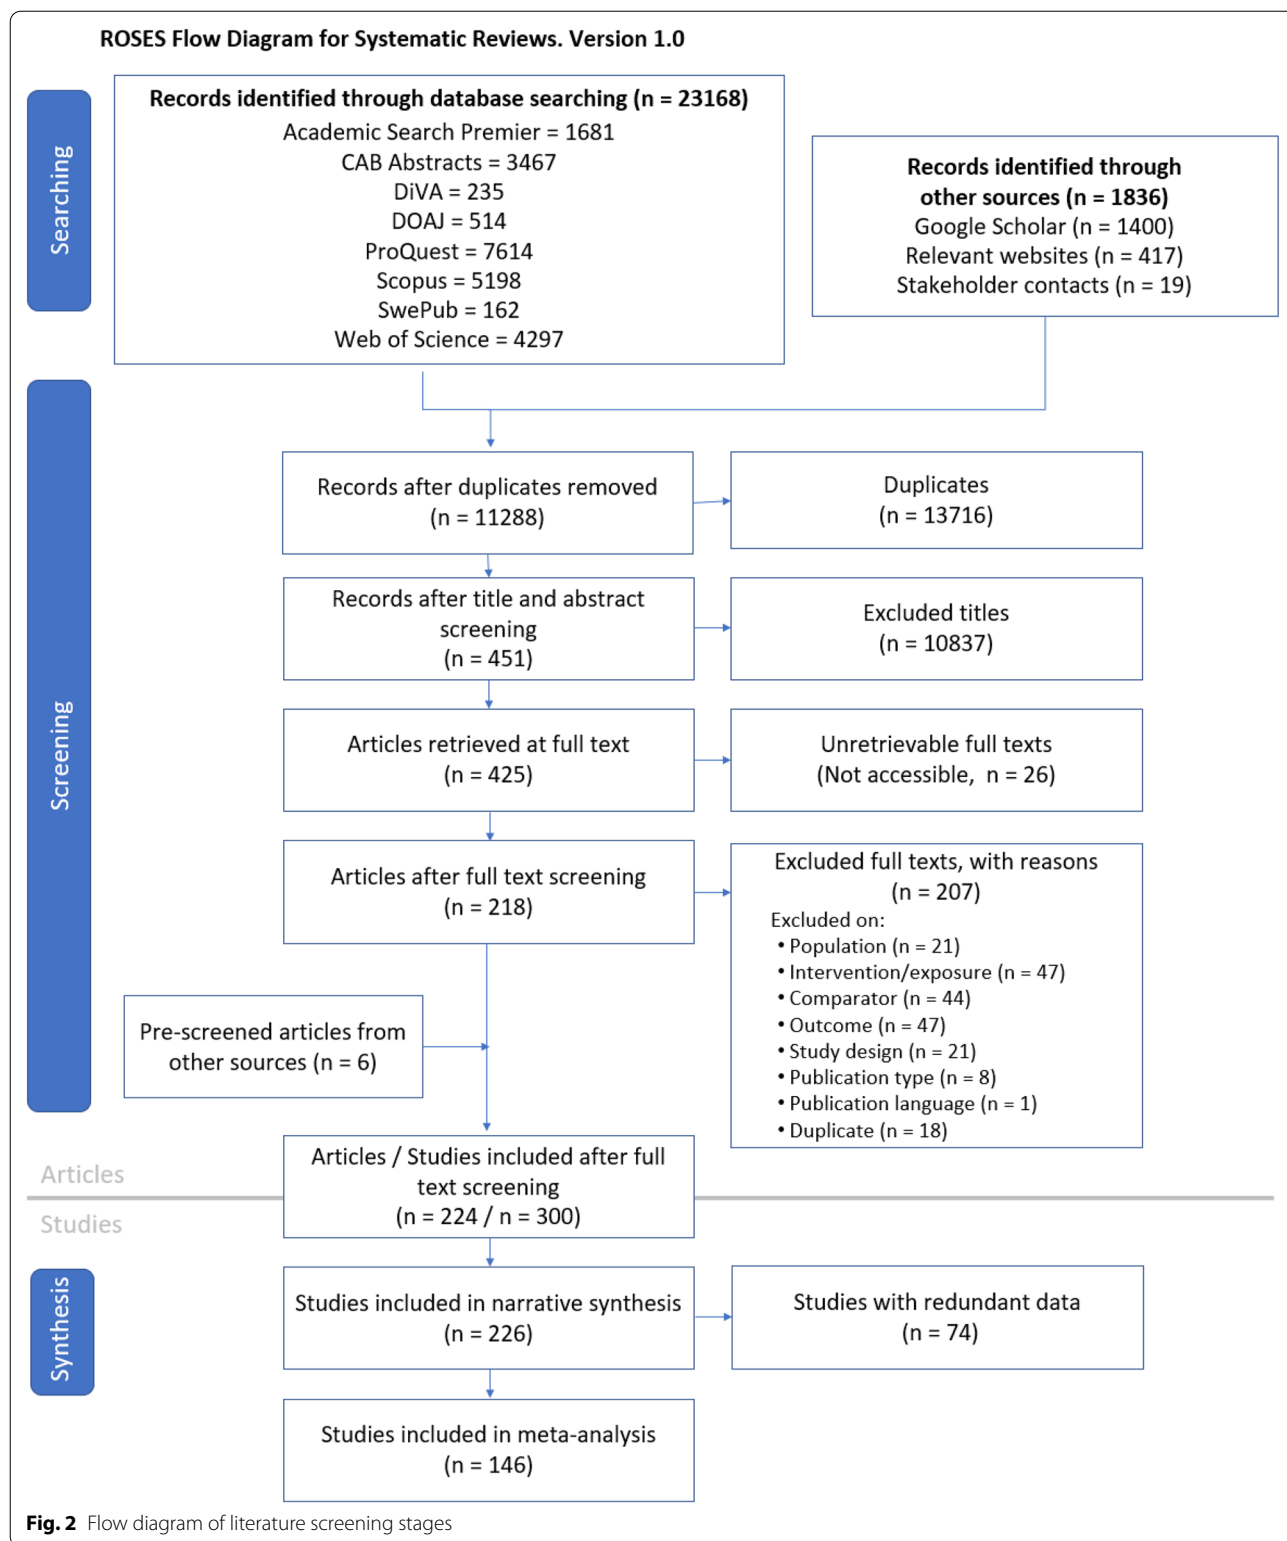 ROSES Flow Diagram for Systematic Reviews. Version 1.0
Searching
Records identified through database searching (n = 23168)
Academic Search Premier = 1681
CAB Abstracts = 3467
DiVA = 235
DOAJ = 514
ProQuest = 7614
Scopus = 5198
SwePub = 162
Web of Science = 4297
Records identified through
other sources (n = 1836)
Google Scholar (n = 1400)
Relevant websites (n = 417)
Stakeholder contacts (n = 19)
Screening
Records after duplicates removed
(n = 11288)
Duplicates
(n = 13716)
Records after title and abstract
screening
(n = 451)
Excluded titles
(n = 10837)
Articles retrieved at full text
(n = 425)
Unretrievable full texts
(Not accessible, n = 26)
Articles after full text screening
(n = 218)
Excluded full texts, with reasons
(n = 207)
Excluded on:
• Population (n = 21)
• Intervention/exposure (n = 47)
• Comparator (n = 44)
• Outcome (n = 47)
• Study design (n = 21)
• Publication type (n = 8)
• Publication language (n = 1)
• Duplicate (n = 18)
Pre-screened articles from
other sources (n = 6)
Articles / Studies included after full
text screening
(n = 224 / n = 300)
Articles
Studies
Synthesis
Studies included in narrative synthesis
(n = 226)
Studies with redundant data
(n = 74)
Studies included in meta-analysis
(n = 146)
Fig. 2 Flow diagram of literature screening stages